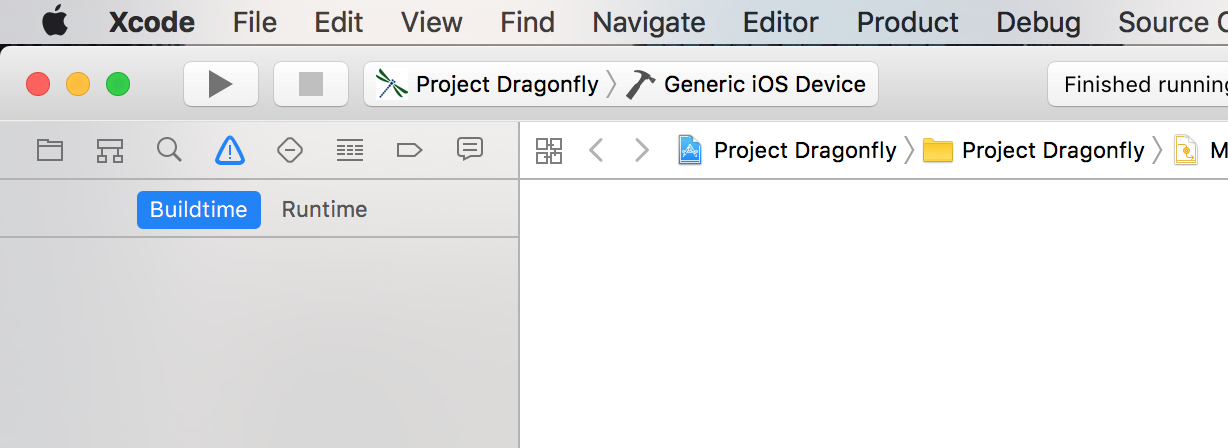 Xcode File Edit View Find Navigate Editor Product Debug Source
Project Dragonfly Generic iOS Device Finished running
Project Dragonfly Project Dragonfly
Buildtime Runtime